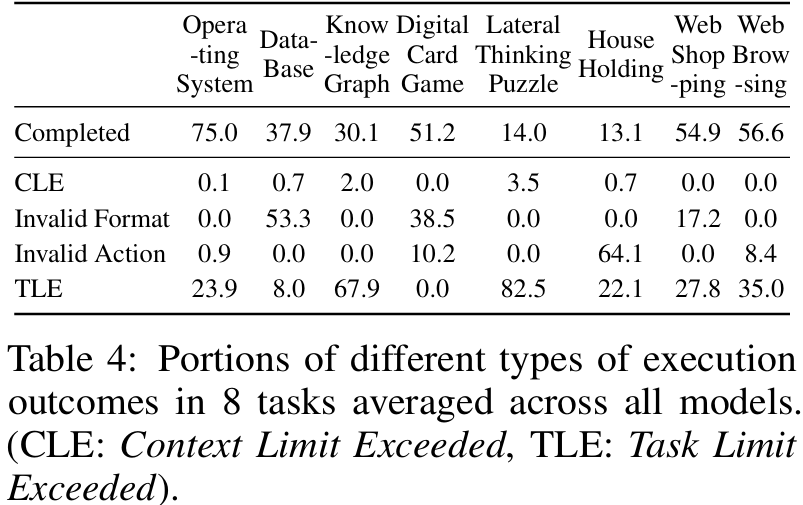 Opera
-ting
System
Data-
Base
Know
-ledge
Graph
Digital
Card
Game
Lateral
Thinking
Puzzle
House
Holding
Web
Shop
-ping
Web
Brow
-sing
Completed 75.0 37.9 30.1 51.2 14.0 13.1 54.9 56.6
CLE 0.1 0.7 2.0 0.0 3.5 0.7 0.0 0.0
Invalid Format 0.0 53.3 0.0 38.5 0.0 0.0 17.2 0.0
Invalid Action 0.9 0.0 0.0 10.2 0.0 64.1 0.0 8.4
TLE 23.9 8.0 67.9 0.0 82.5 22.1 27.8 35.0
Table 4: Portions of different types of execution
outcomes in 8 tasks averaged across all models.
(CLE: Context Limit Exceeded, TLE: Task Limit
Exceeded).